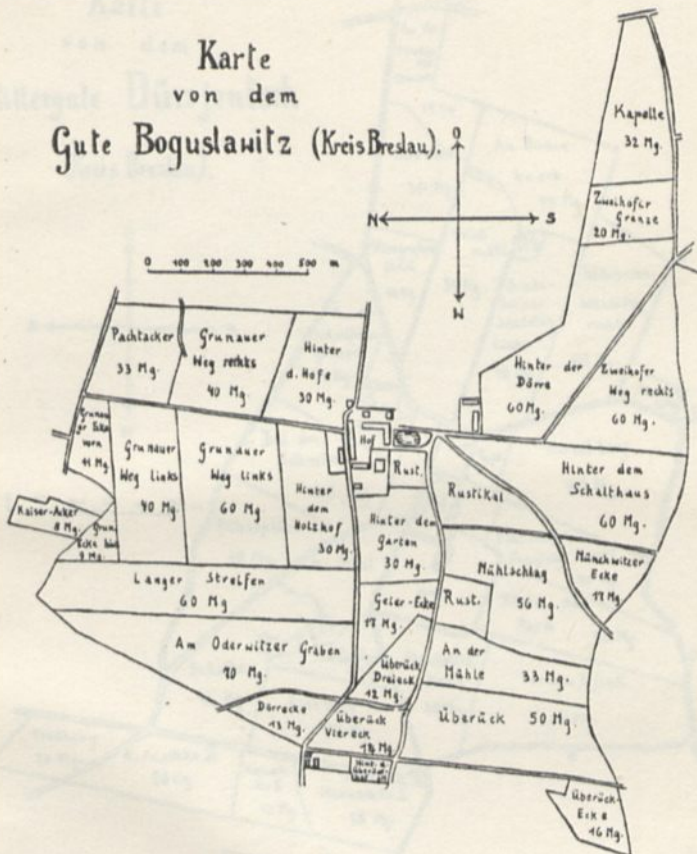 Karte
von dem
Gute Boguslawitz (Kreis Breslau).
O
N
S
W
0 100 200 300 400 500 m
Kapelle
32 Mg.
Zweihofer
Grenze
20 Mg.
Pachtacker
33 Mg.
Grunauer
Weg rechts
40 Mg.
Hinter
d. Hofe
30 Mg.
Hinter der
Dörre
60 Mg.
Zweihofer
Weg rechts
60 Mg.
11 Mg.
Grunauer
Weg links
40 Mg.
Grunauer
Weg links
60 Mg.
Hinter
dem
Holzhof
30 Mg.
Hof
Rust.
Rustikal
Hinter dem
Schalthaus
60 Mg.
Kaiser-Acker
8 Mg.
Hinter dem
Garten
30 Mg.
Mühlschlag
56 Mg.
Münchwitzer
Ecke
Langer Streifen
60 Mg.
Geier-Ecke
Rust.
Am Oderwitzer Graben
70 Mg.
Überück
Dreieck
12 Mg.
An der
Mühle 33 Mg.
Dörrecke
13 Mg.
Überück
Viereck
Überück 50 Mg.
Überück-
Ecke
16 Mg.